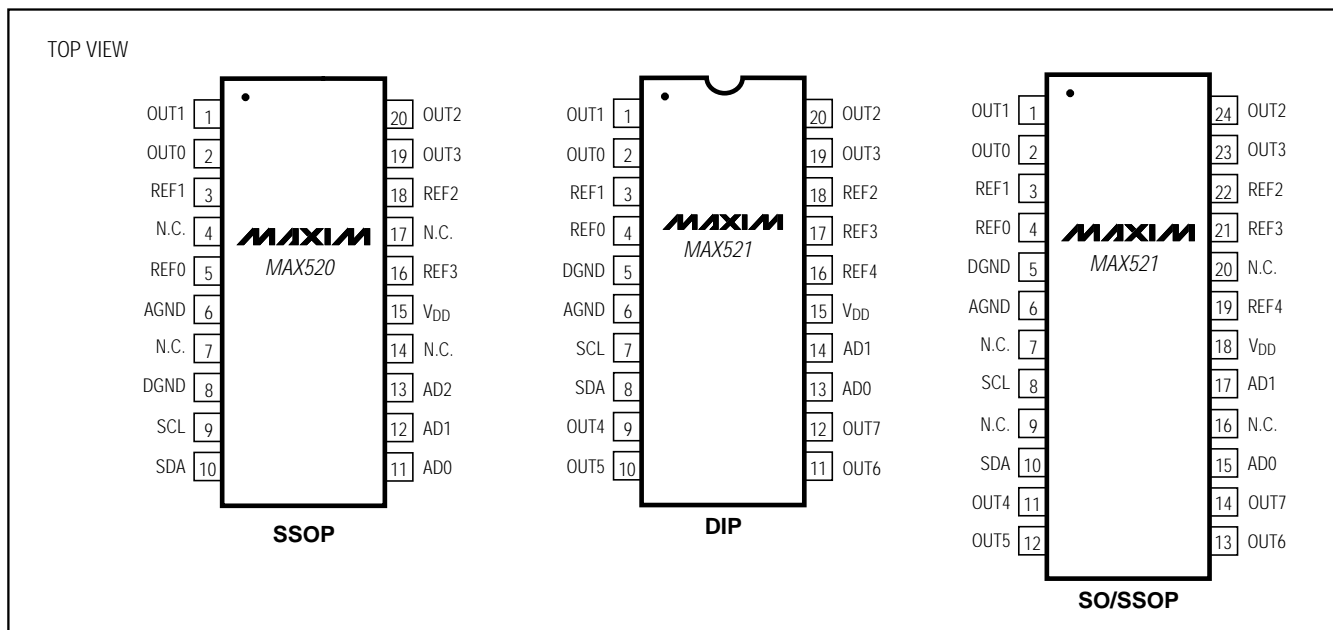 TOP VIEW
OUT1 1
OUT0 2
REF1 3
N.C. 4
REF0 5
AGND 6
N.C. 7
DGND 8
SCL 9
SDA 10
20 OUT2
19 OUT3
18 REF2
17 N.C.
16 REF3
15 VDD
14 N.C.
13 AD2
12 AD1
11 AD0
MAXIM
MAX520
SSOP
OUT1 1
OUT0 2
REF1 3
REF0 4
DGND 5
AGND 6
SCL 7
SDA 8
OUT4 9
OUT5 10
20 OUT2
19 OUT3
18 REF2
17 REF3
16 REF4
15 VDD
14 AD1
13 AD0
12 OUT7
11 OUT6
MAXIM
MAX521
DIP
OUT1 1
OUT0 2
REF1 3
REF0 4
DGND 5
AGND 6
N.C. 7
SCL 8
N.C. 9
SDA 10
OUT4 11
OUT5 12
24 OUT2
23 OUT3
22 REF2
21 REF3
20 N.C.
19 REF4
18 VDD
17 AD1
16 N.C.
15 AD0
14 OUT7
13 OUT6
MAXIM
MAX521
SO/SSOP